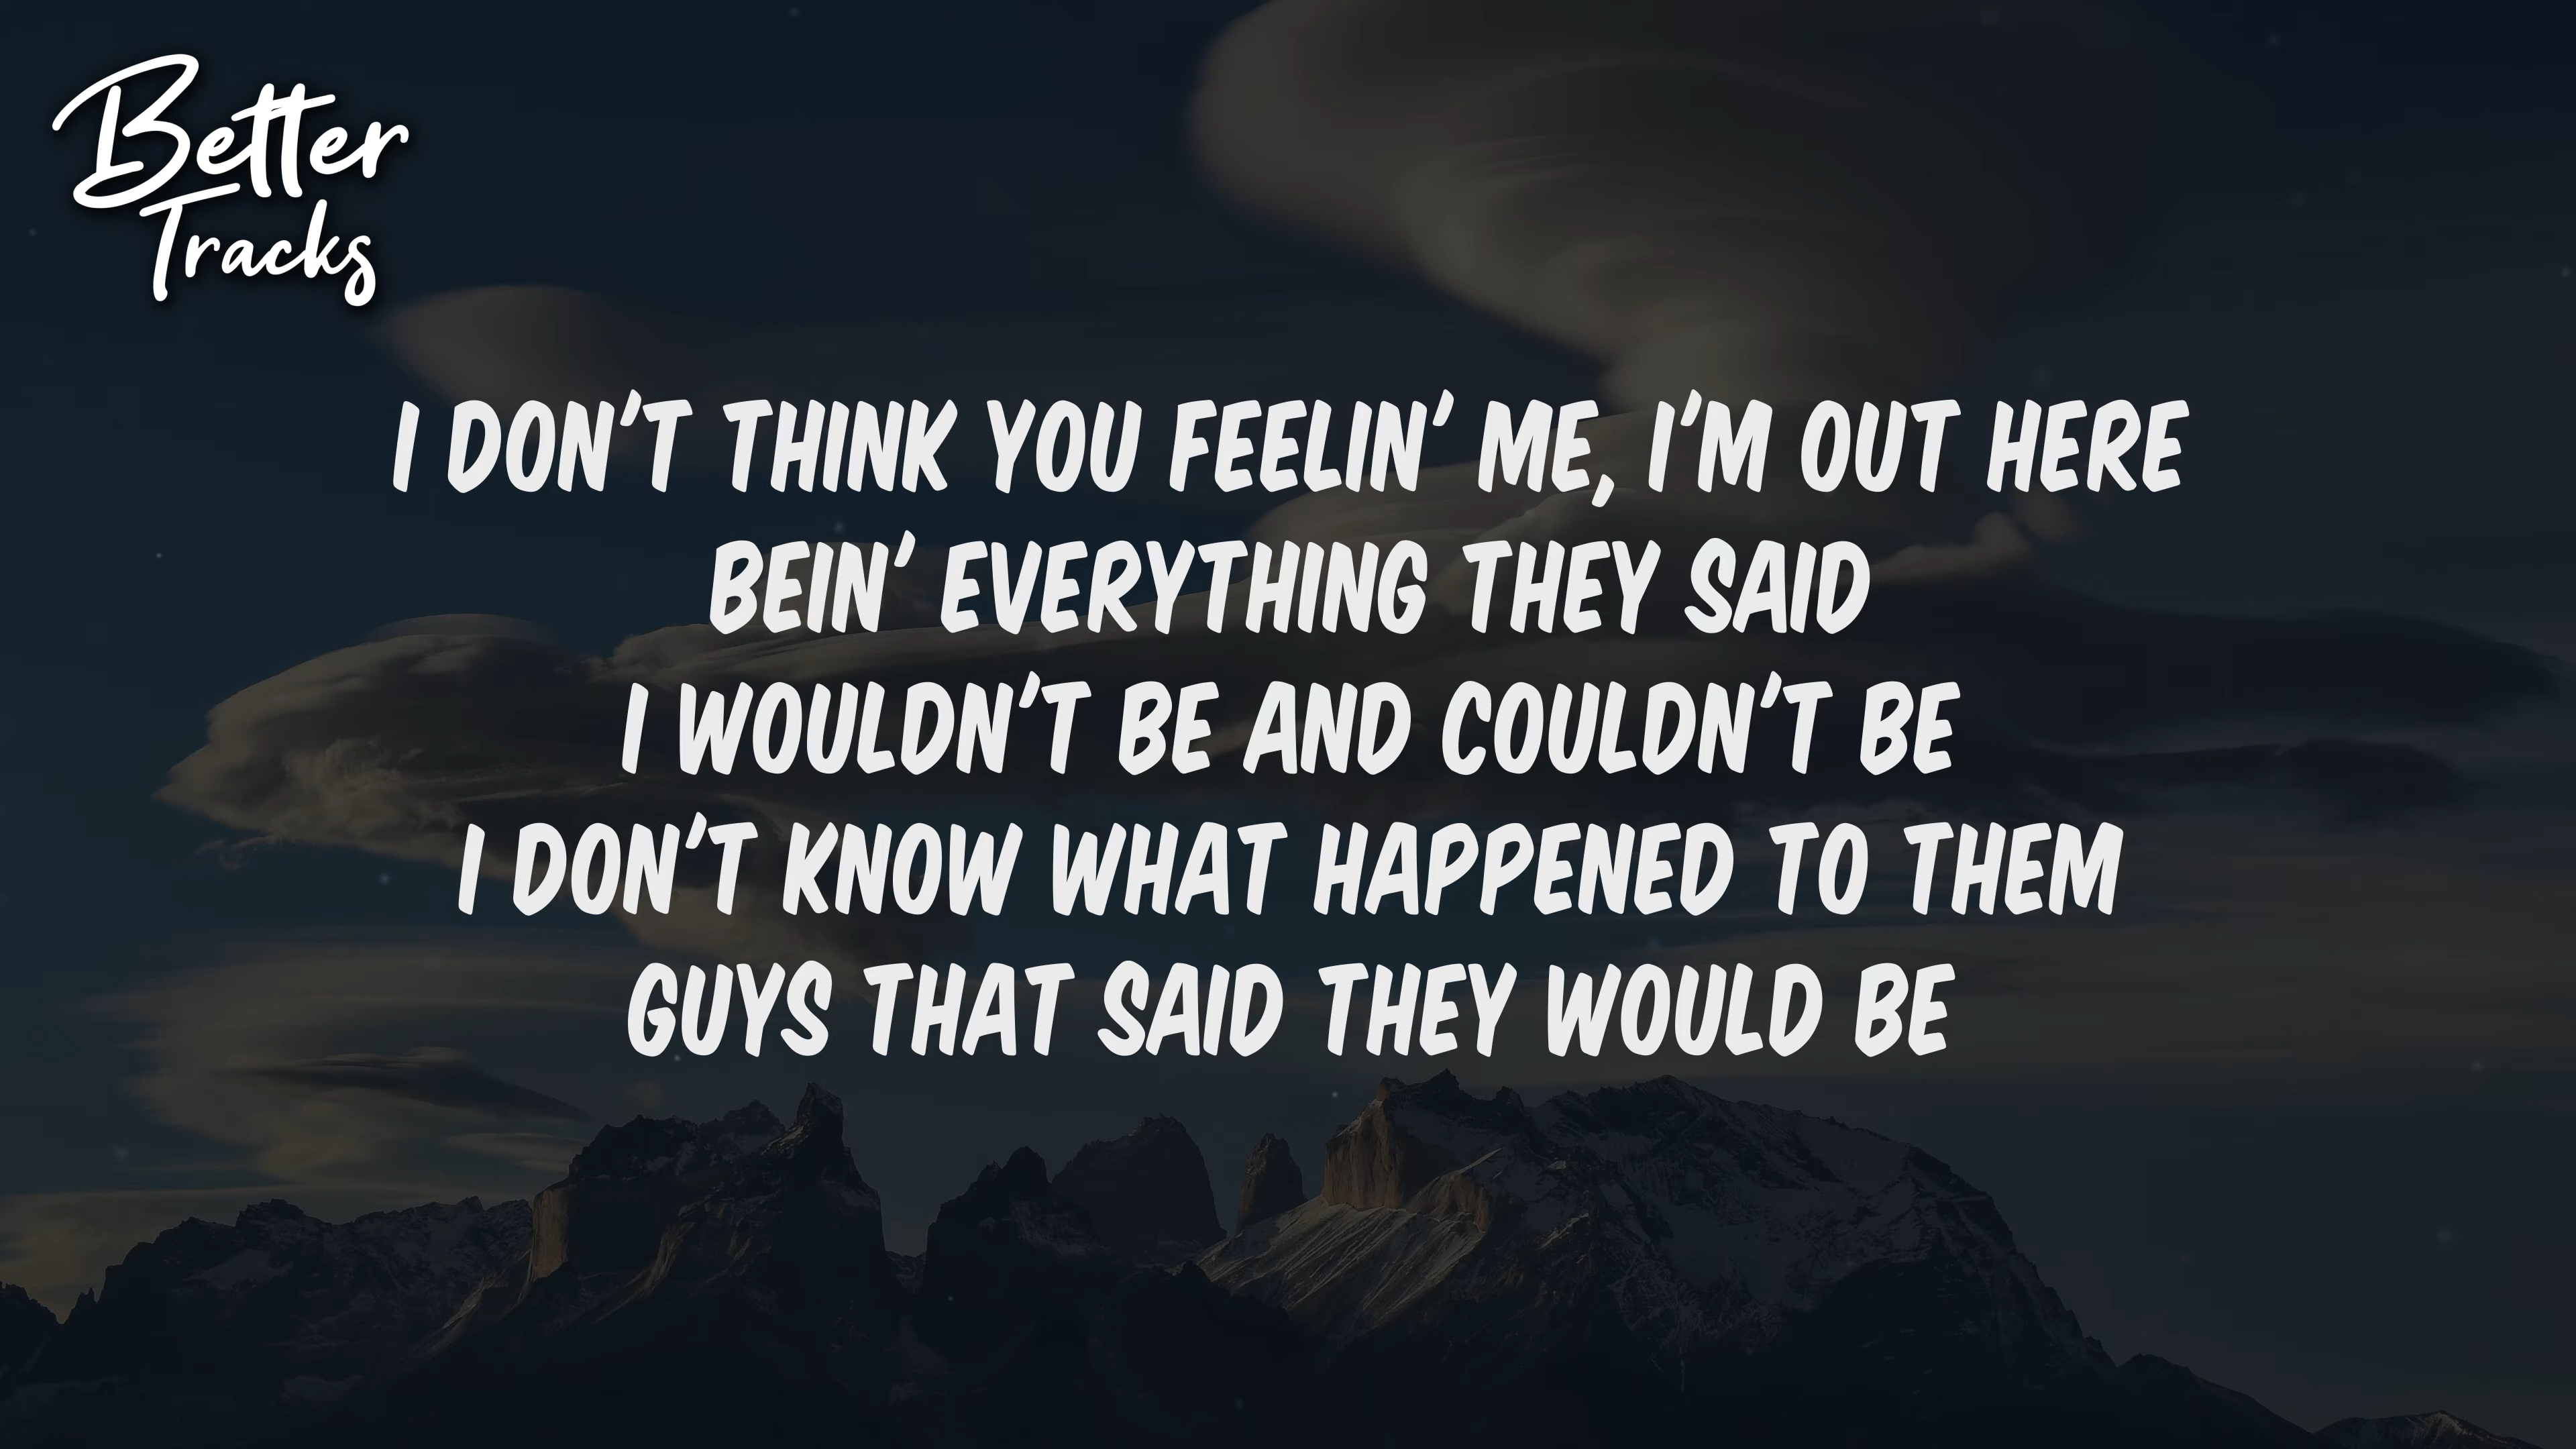 Better
Tracks
I DON'T THINK YOU FEELIN' ME, I'M OUT HERE
BEIN' EVERYTHING THEY SAID
I WOULDN'T BE AND COULDN'T BE
I DON'T KNOW WHAT HAPPENED TO THEM
GUYS THAT SAID THEY WOULD BE